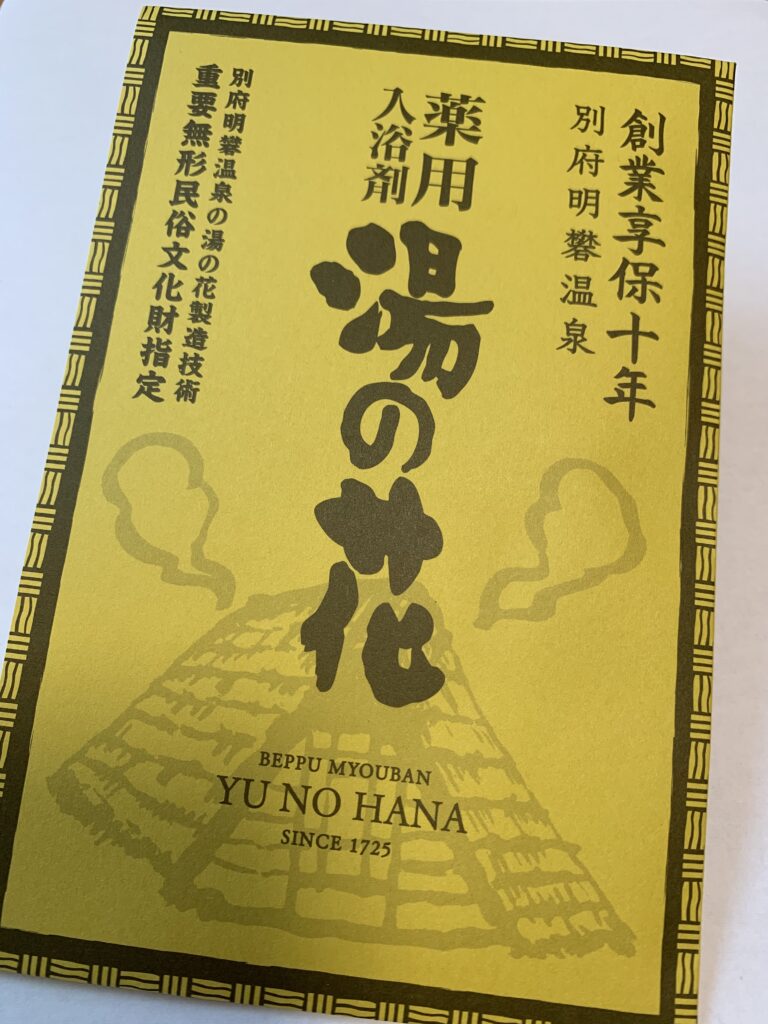 創業享保十年
別府明礬温泉
薬用
入浴剤
湯の花
別府明礬温泉の湯の花製造技術
重要無形民俗文化財指定
BEPPU MYOUBAN
YU NO HANA
SINCE 1725